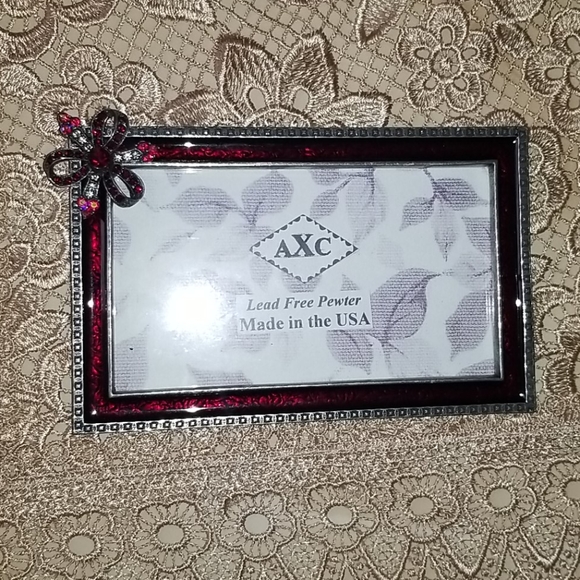 AXC
Lead Free Pewter
Made in the USA